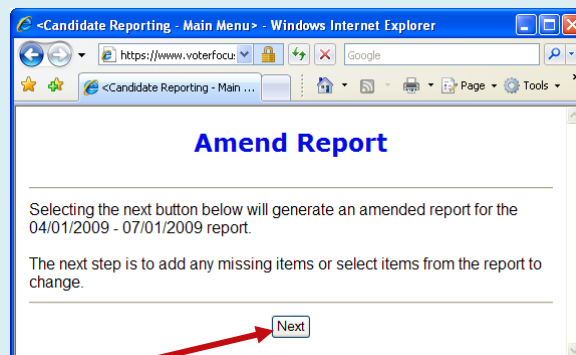 <Candidate Reporting - Main Menu> - Windows Internet Explorer
https://www.voterfocu
Google
<Candidate Reporting - Main ...
Page
Tools
Amend Report
Selecting the next button below will generate an amended report for the
04/01/2009 - 07/01/2009 report.
The next step is to add any missing items or select items from the report to
change.
Next